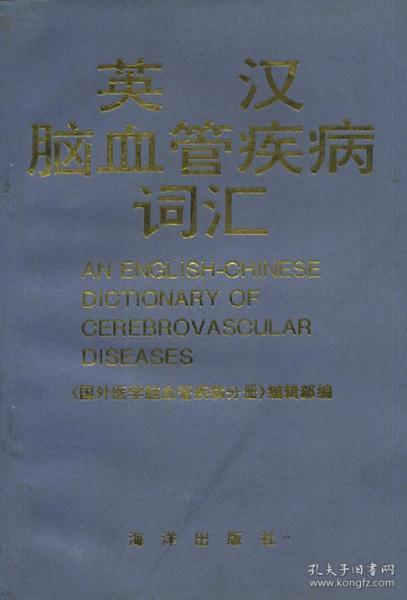 英 汉
脑血管疾病
词汇
AN ENGLISH-CHINESE
DICTIONARY OF
CEREBROVASCULAR
DISEASES
《国外医学脑血管疾病分册》编辑部编
海洋出版社
孔夫子旧书网
www.kongfz.com